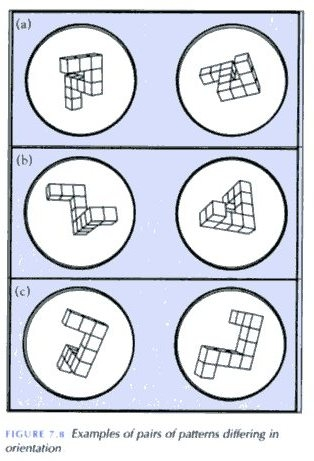 (a)
(b)
(c)
FIGURE 7.8 Examples of pairs of patterns differing in
orientation